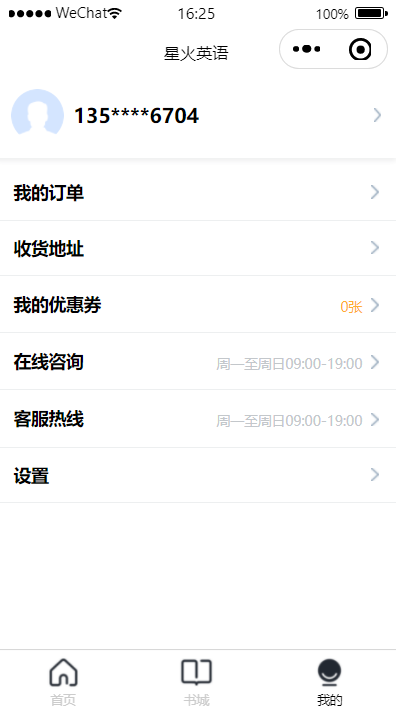 WeChat 16:25 100%
星火英语
135****6704
我的订单
收货地址
我的优惠券 0张
在线咨询 周一至周日09:00-19:00
客服热线 周一至周日09:00-19:00
设置
首页 书城 我的